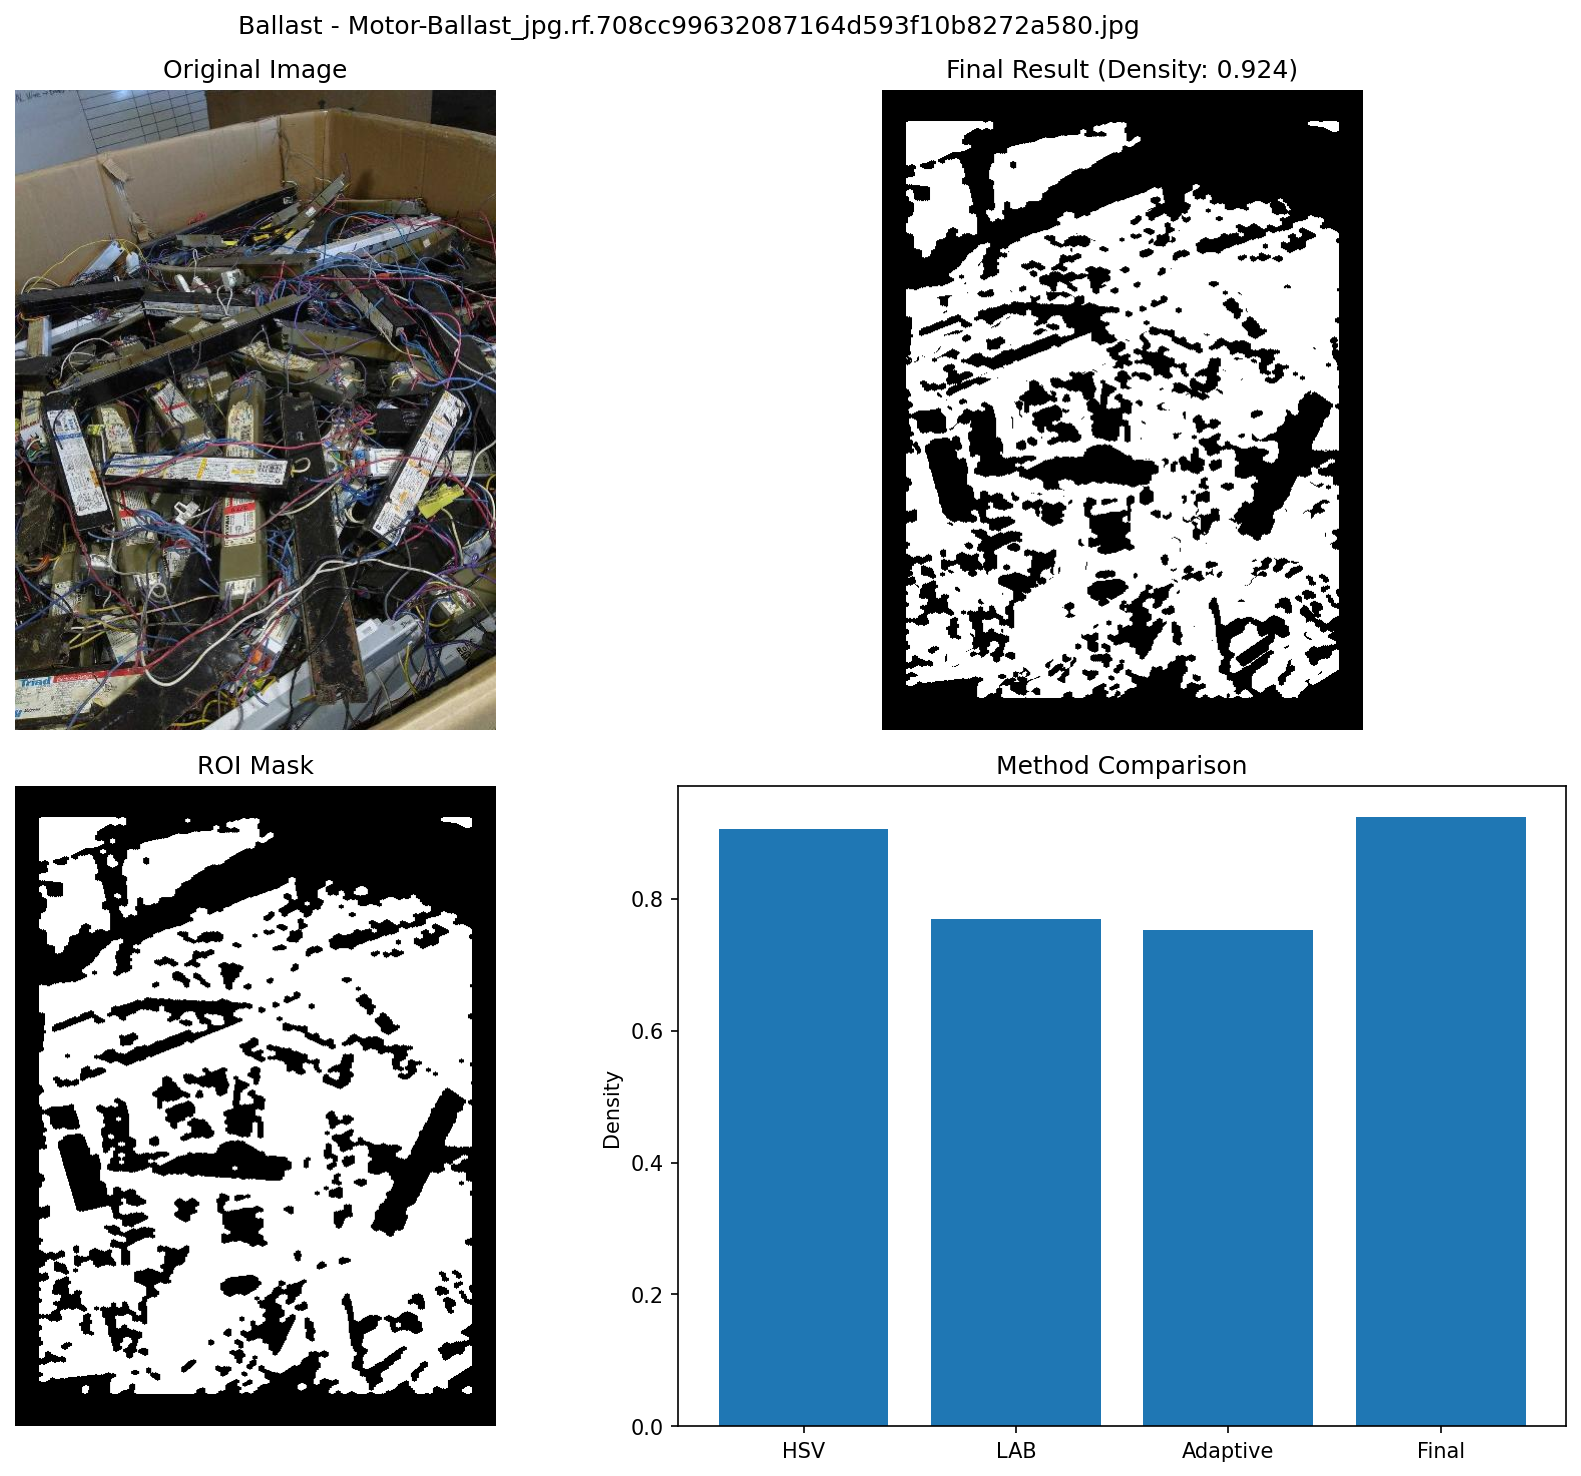 Ballast - Motor-Ballast_jpg.rf.708cc99632087164d593f10b8272a580.jpg
Original Image
Final Result (Density: 0.924)
Triad
ROI Mask
Method Comparison
Density
0.8
0.6
0.4
0.2
0.0
HSV
LAB
Adaptive
Final